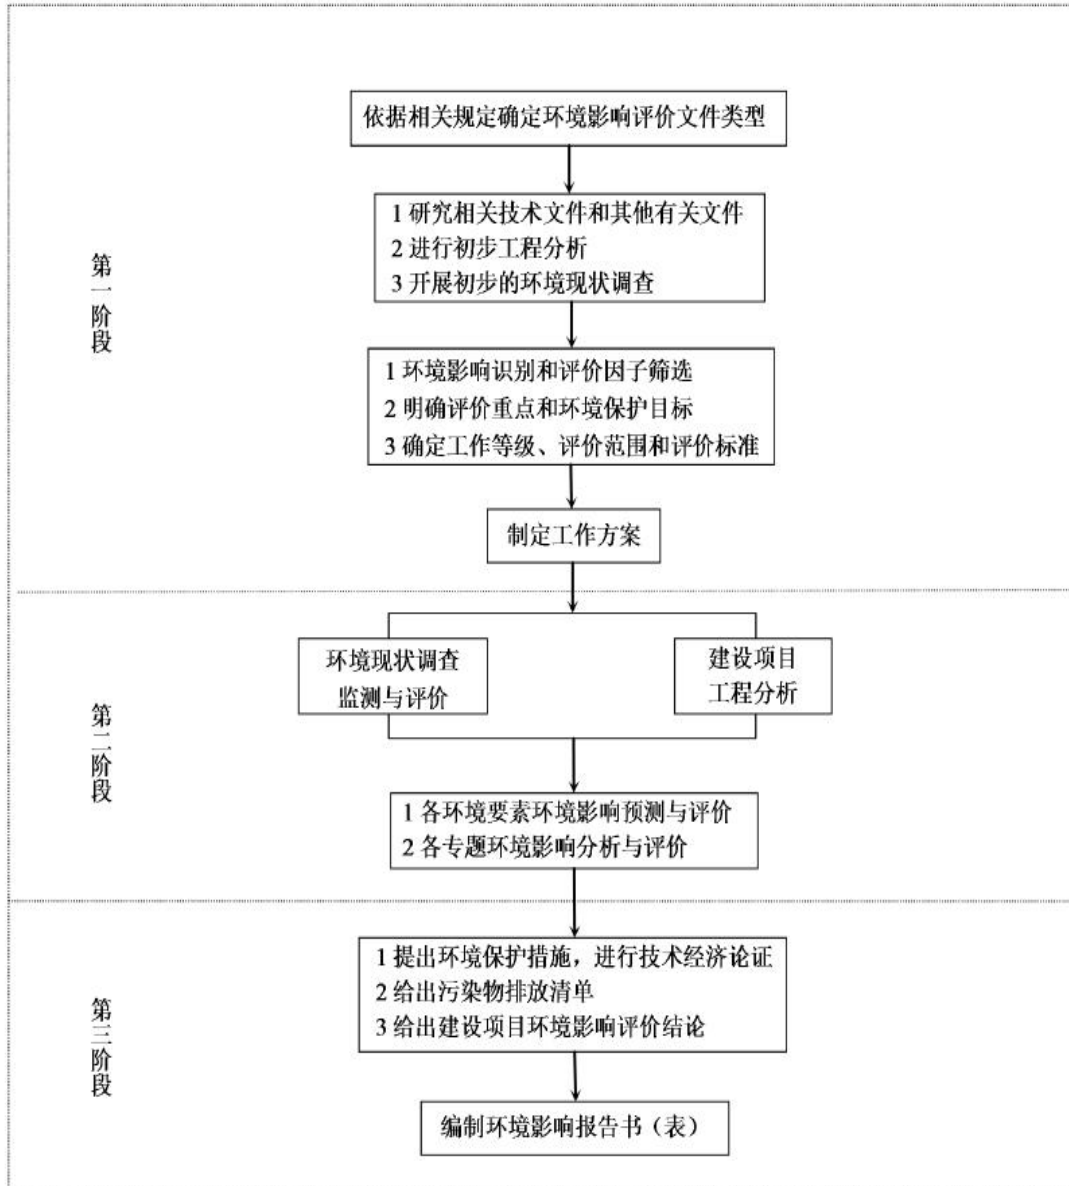 依据相关规定确定环境影响评价文件类型
1 研究相关技术文件和其他有关文件
2 进行初步工程分析
3 开展初步的环境现状调查
第一阶段
1 环境影响识别和评价因子筛选
2 明确评价重点和环境保护目标
3 确定工作等级、评价范围和评价标准
制定工作方案
环境现状调查
监测与评价
建设项目
工程分析
第二阶段
1 各环境要素环境影响预测与评价
2 各专题环境影响分析与评价
1 提出环境保护措施，进行技术经济论证
2 给出污染物排放清单
3 给出建设项目环境影响评价结论
第三阶段
编制环境影响报告书（表）